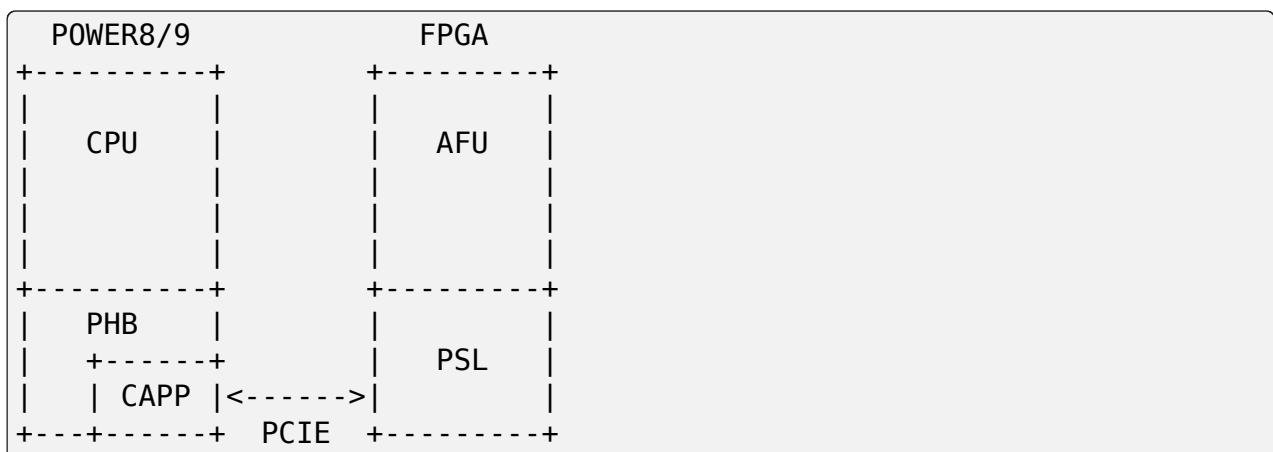 POWER8/9                 FPGA
+----------+        +---------+
|          |        |         |
|   CPU    |        |   AFU   |
|          |        |         |
|          |        |         |
|          |        |         |
+----------+        +---------+
|   PHB    |        |         |
|   +------+        |   PSL   |
|   | CAPP |<------>|         |
+---+------+  PCIE  +---------+